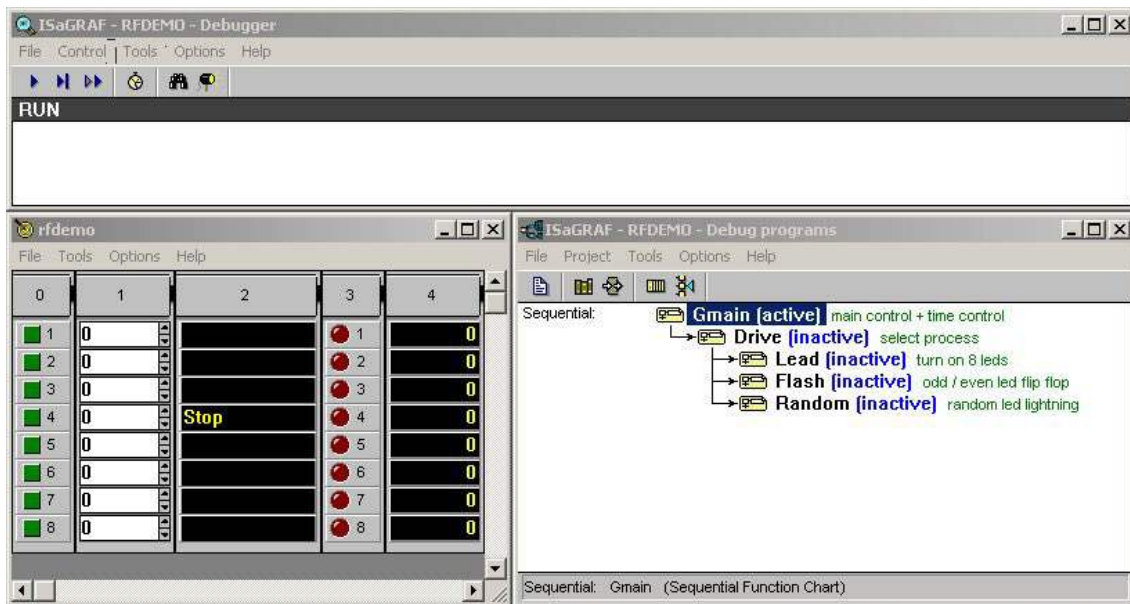 ISaGRAF - RFDEMO - Debugger
File Control Tools Options Help
RUN
rfdemo
File Tools Options Help
0 1 2 3 4
1 0 1 0
2 0 2 0
3 0 3 0
4 0 Stop 4 0
5 0 5 0
6 0 6 0
7 0 7 0
8 0 8 0
ISaGRAF - RFDEMO - Debug programs
File Project Tools Options Help
Sequential: Gmain (active) main control + time control
Drive (inactive) select process
Lead (inactive) turn on 8 leds
Flash (inactive) odd / even led flip flop
Random (inactive) random led lightning
Sequential: Gmain (Sequential Function Chart)